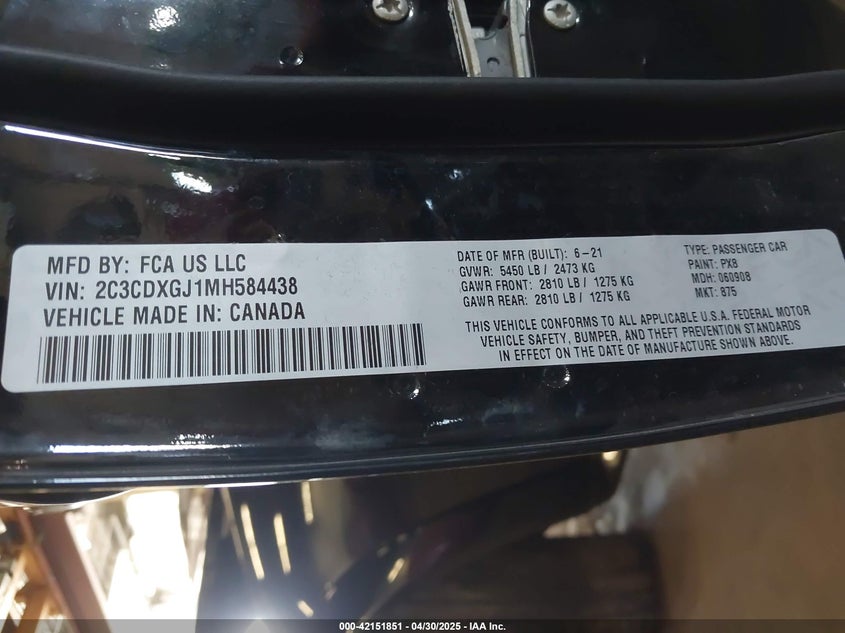 MFD BY: FCA US LLC
VIN: 2C3CDXGJ1MH584438
VEHICLE MADE IN: CANADA
DATE OF MFR (BUILT): 6-21
GVWR: 5450 LB / 2473 KG
GAWR FRONT: 2810 LB / 1275 KG
GAWR REAR: 2810 LB / 1275 KG
TYPE: PASSENGER CAR
PAINT: PX8
MDH: 060908
MKT: 875
THIS VEHICLE CONFORMS TO ALL APPLICABLE U.S.A. FEDERAL MOTOR
VEHICLE SAFETY, BUMPER, AND THEFT PREVENTION STANDARDS
IN EFFECT ON THE DATE OF MANUFACTURE SHOWN ABOVE.
000-42151851 - 04/30/2025 - IAA Inc.